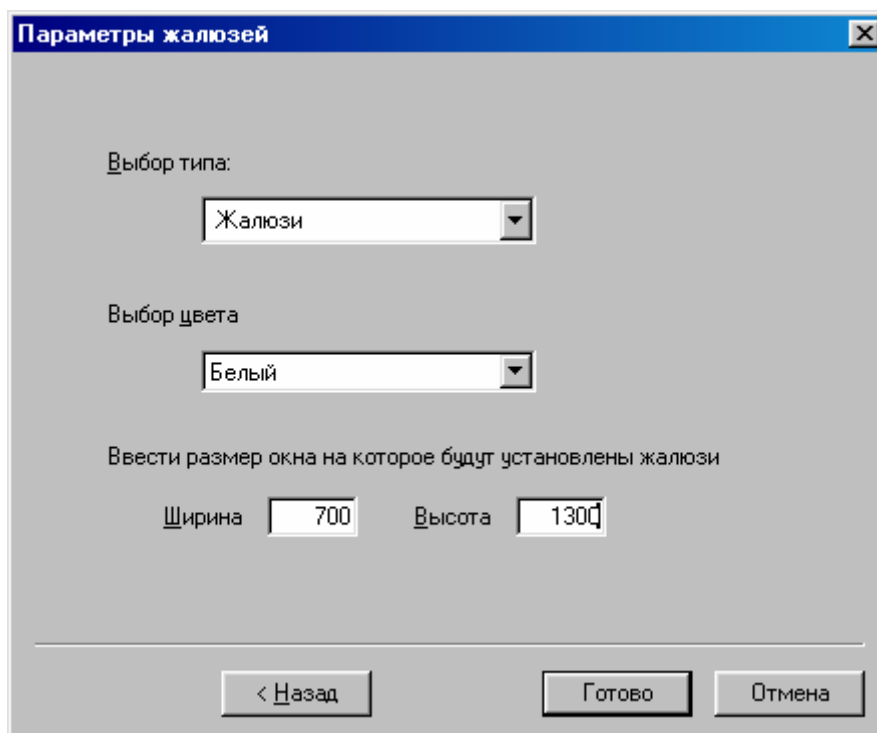 Параметры жалюзей
Выбор типа:
Жалюзи
Выбор цвета
Белый
Ввести размер окна на которое будут установлены жалюзи
Ширина 700 Высота 1300
< Назад Готово Отмена